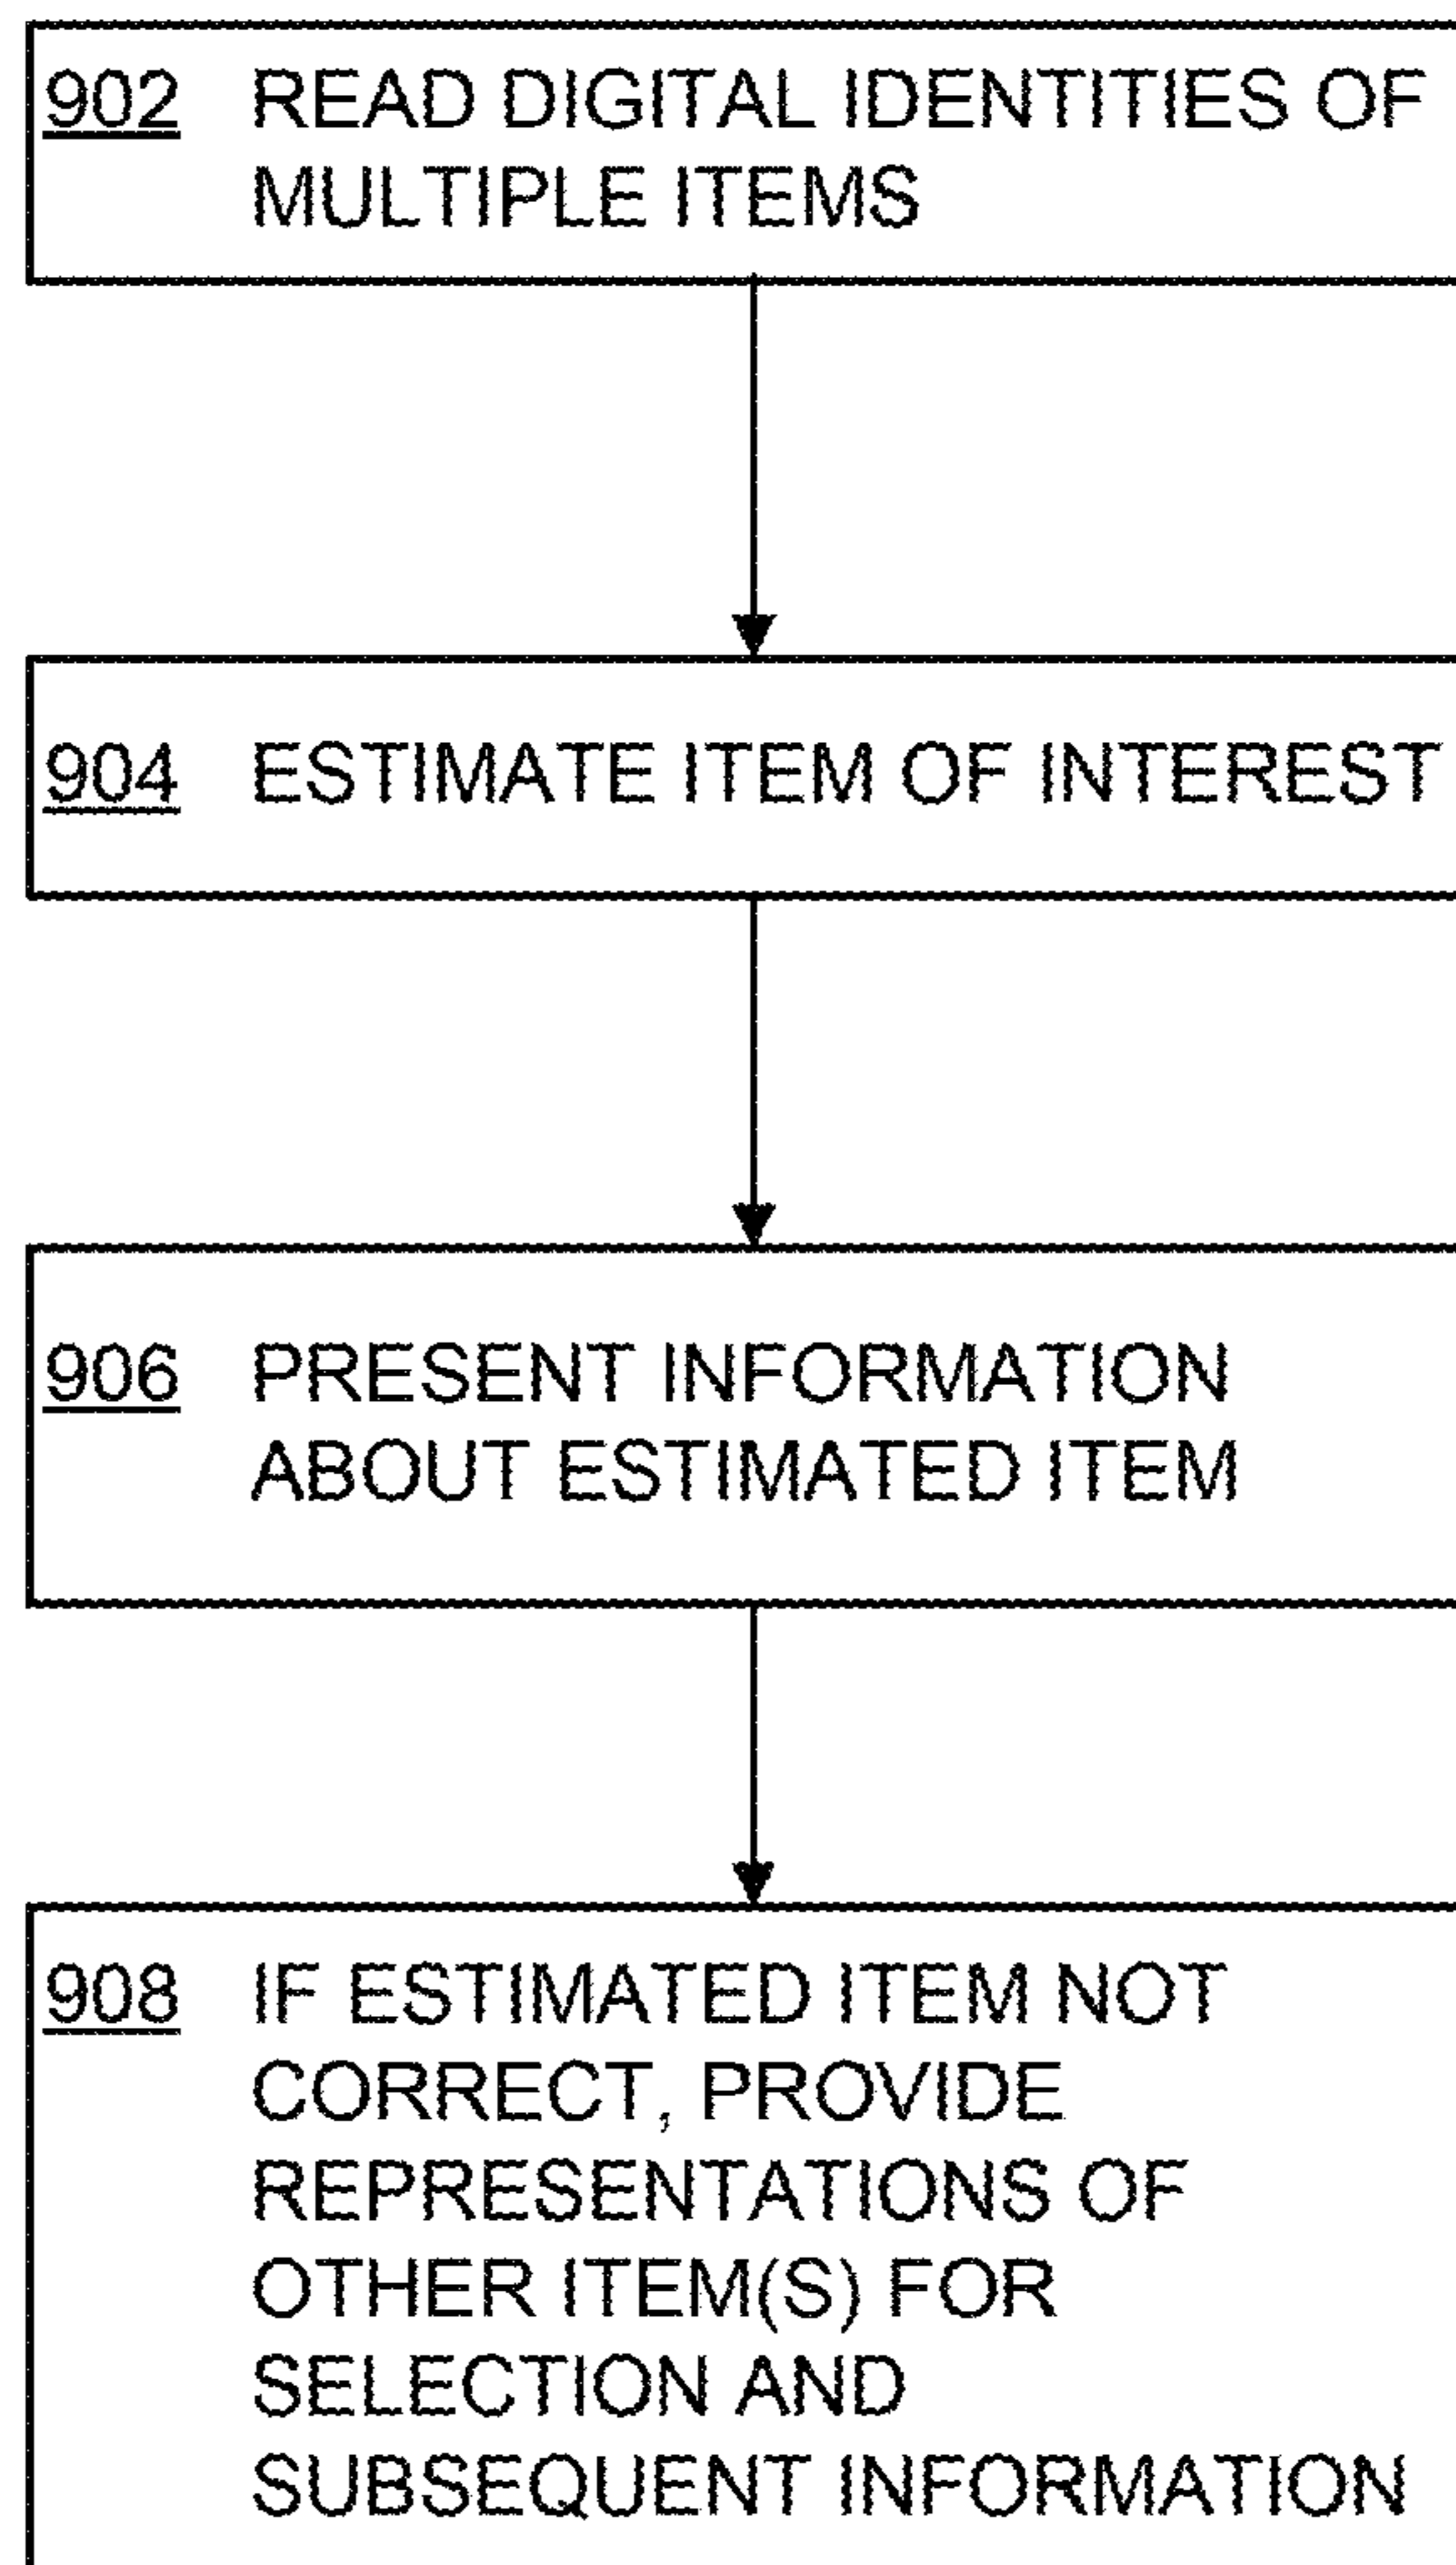 902 READ DIGITAL IDENTITIES OF
MULTIPLE ITEMS
904 ESTIMATE ITEM OF INTEREST
906 PRESENT INFORMATION
ABOUT ESTIMATED ITEM
908 IF ESTIMATED ITEM NOT
CORRECT, PROVIDE
REPRESENTATIONS OF
OTHER ITEM(S) FOR
SELECTION AND
SUBSEQUENT INFORMATION